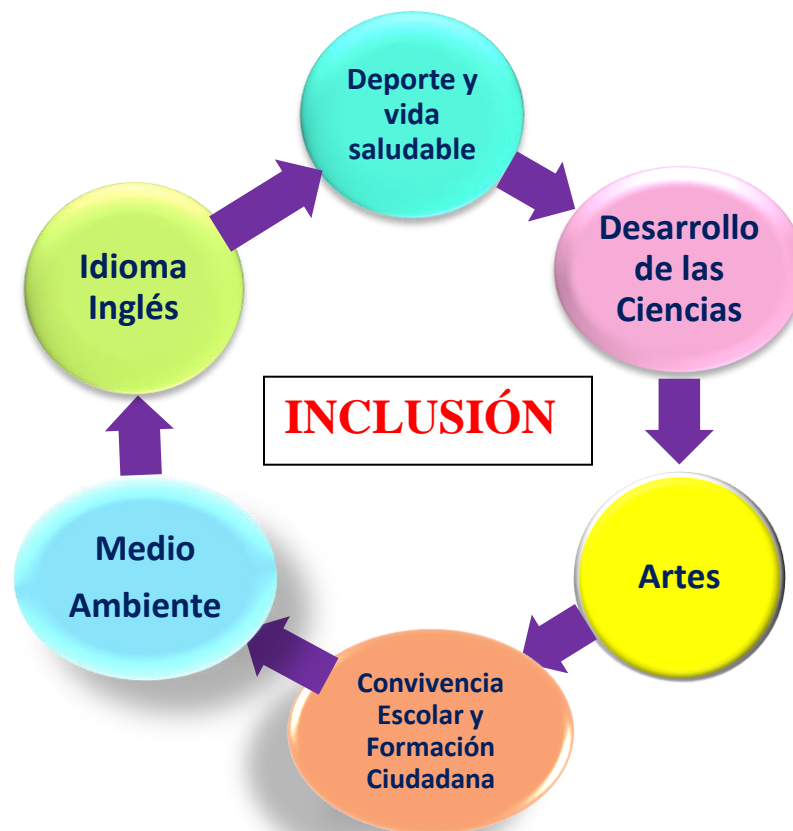 Deporte y
vida
saludable
Desarrollo
de las
Ciencias
Idioma
Inglés
INCLUSIÓN
Artes
Medio
Ambiente
Convivencia
Escolar y
Formación
Ciudadana